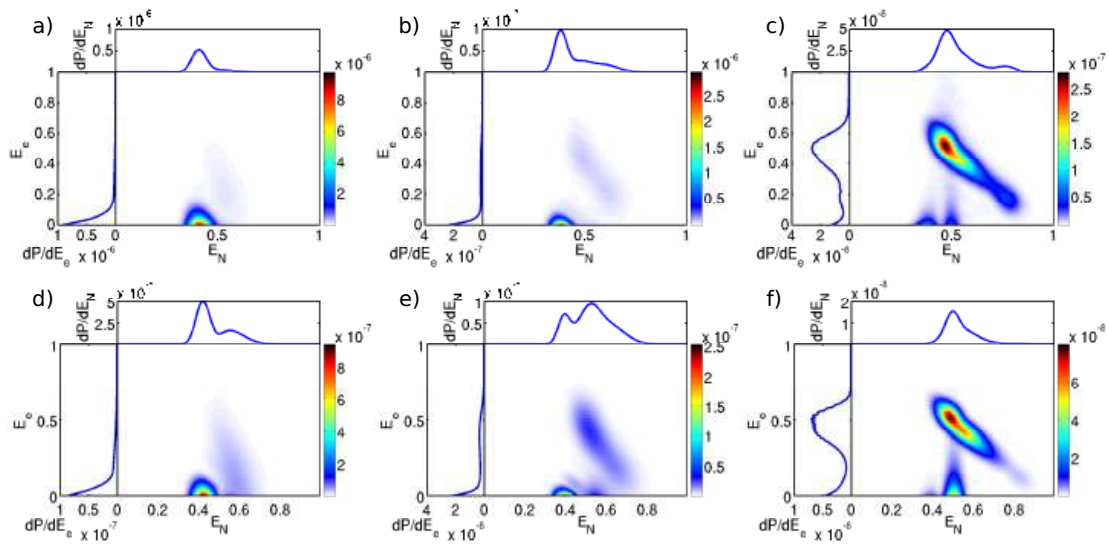 a)
dP/dE_N
1
0.5
x 10^-6
1
0.8
0.6
0.4
0.2
0
E_e
8
6
4
2
1 0.5 0
0 0.5 1
dP/dE_e x 10^-6
E_N
b)
dP/dE_N
1
0.5
x 10^-6
1
0.8
0.6
0.4
0.2
0
E_e
2.5
2
1.5
1
0.5
4 2 0
0 0.5 1
dP/dE_e x 10^-7
E_N
c)
x 10^-8
dP/dE_N
5
x 10^-7
1
0.8
0.6
0.4
0.2
0
E_e
2.5
2
1.5
1
0.5
4 2 0
0 0.5 1
dP/dE_e x 10^-8
E_N
d)
dP/dE_N
5
2.5
x 10^-7
1
0.5
0
E_e
8
6
4
2
1 0.5 0
0.2 0.4 0.6 0.8
dP/dE_e x 10^-7
E_N
e)
dP/dE_N
1
0.5
x 10^-7
1
0.5
0
E_e
2.5
2
1.5
1
0.5
4 2 0
0 0.2 0.4 0.6 0.8
dP/dE_e x 10^-8
E_N
f)
x 10^-8
dP/dE_N
2
1
x 10^-8
1
0.5
0
E_e
8
6
4
2
1 0.5 0
0 0.2 0.4 0.6 0.8
dP/dE_e x 10^-8
E_N